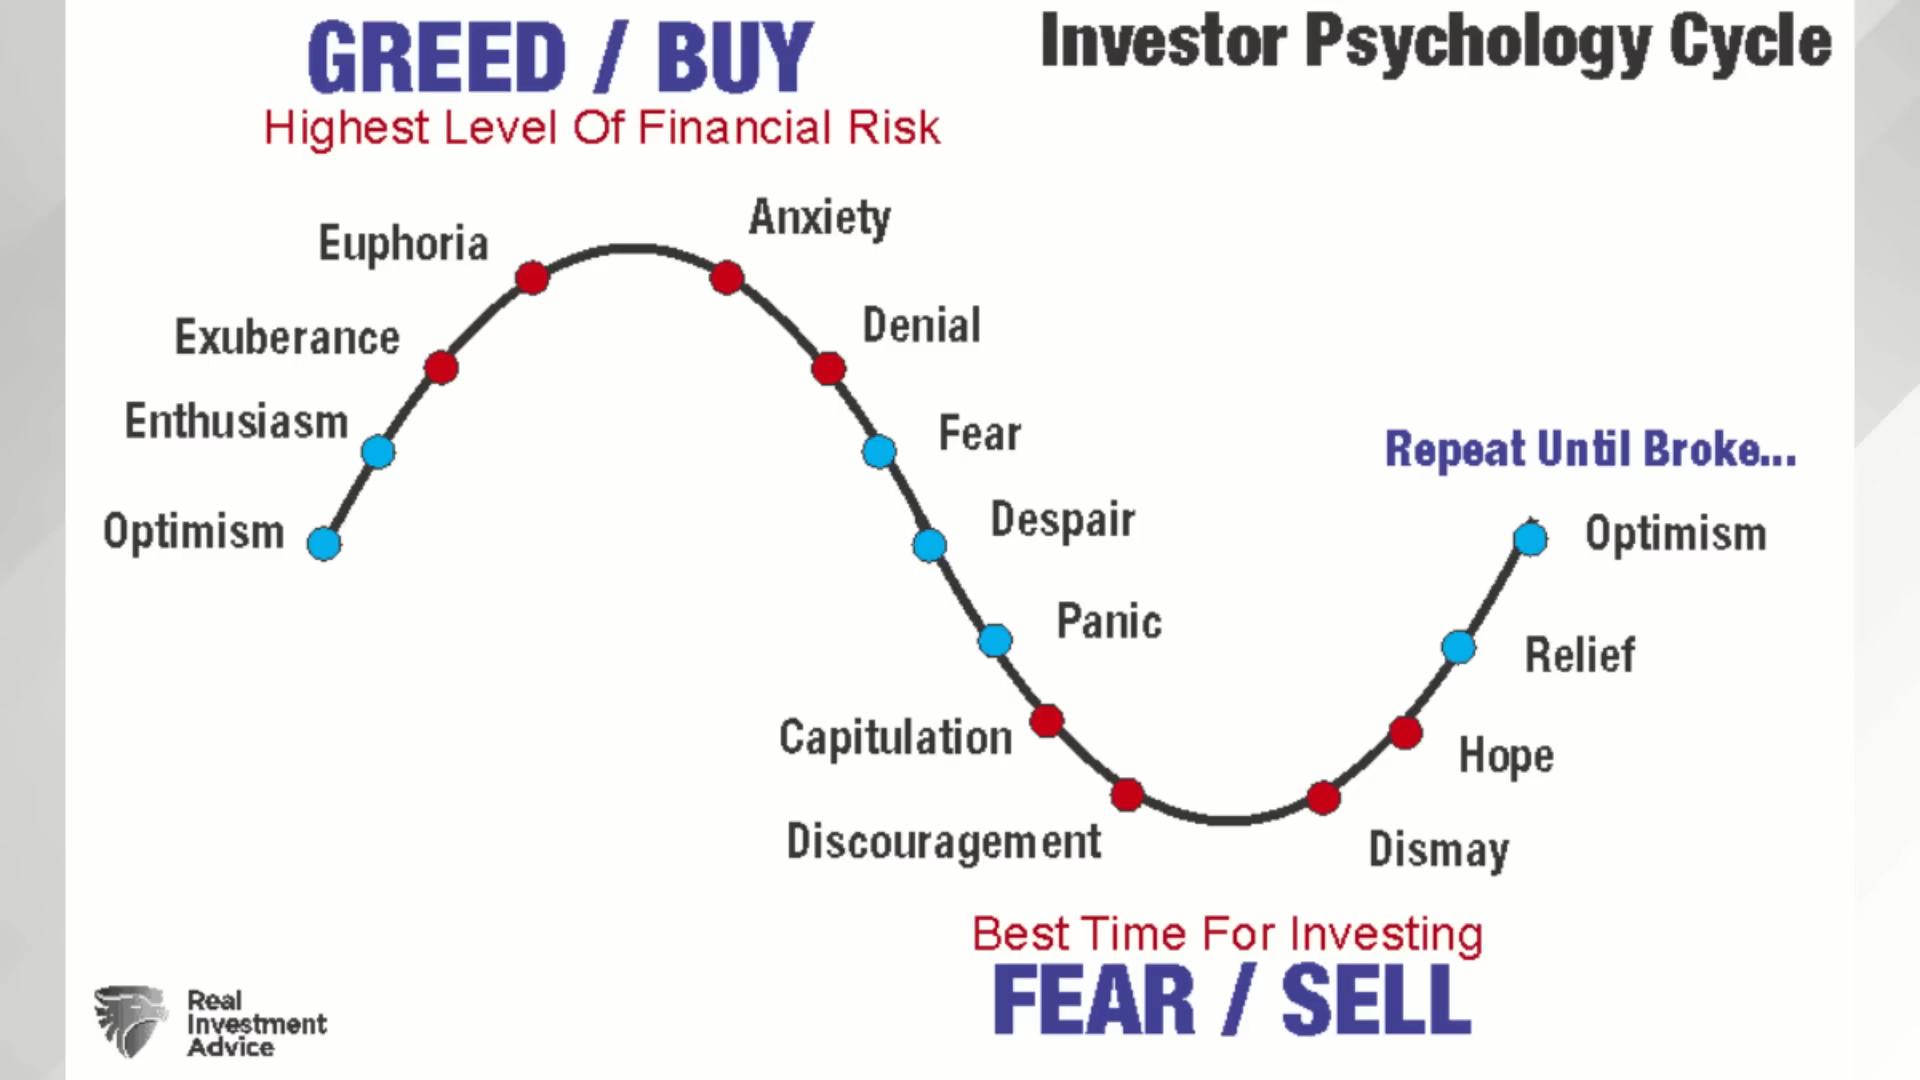 GREED / BUY
Investor Psychology Cycle
Highest Level Of Financial Risk
Euphoria
Anxiety
Exuberance
Denial
Enthusiasm
Fear
Repeat Until Broke...
Optimism
Despair
Optimism
Panic
Relief
Capitulation
Hope
Discouragement
Dismay
Best Time For Investing
FEAR / SELL
Real
Investment
Advice